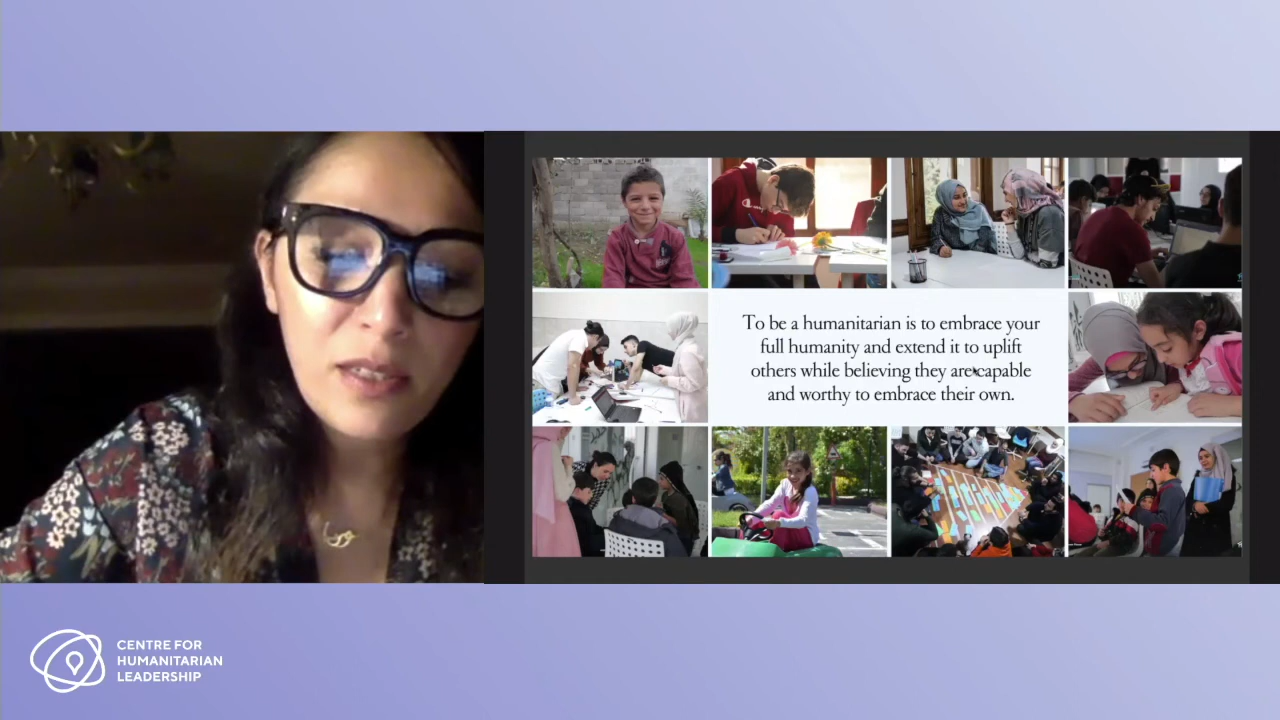 To be a humanitarian is to embrace your
full humanity and extend it to uplift
others while believing they are capable
and worthy to embrace their own.
CENTRE FOR
HUMANITARIAN
LEADERSHIP